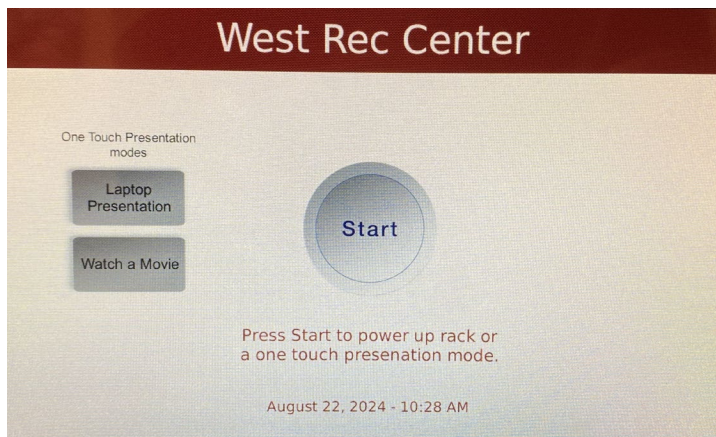 West Rec Center
One Touch Presentation
modes
Laptop
Presentation
Watch a Movie
Start
Press Start to power up rack or
a one touch presenation mode.
August 22, 2024 - 10:28 AM